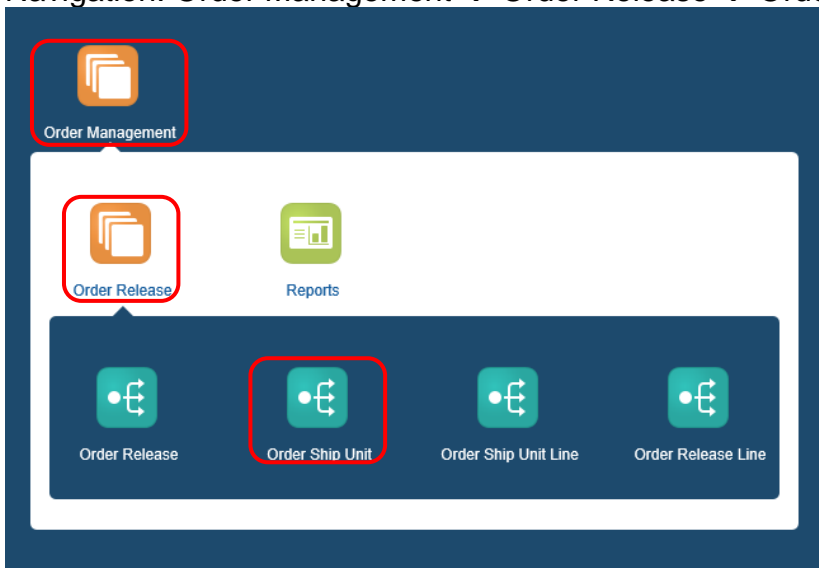 Order Management
Order Release
Reports
Order Release
Order Ship Unit
Order Ship Unit Line
Order Release Line